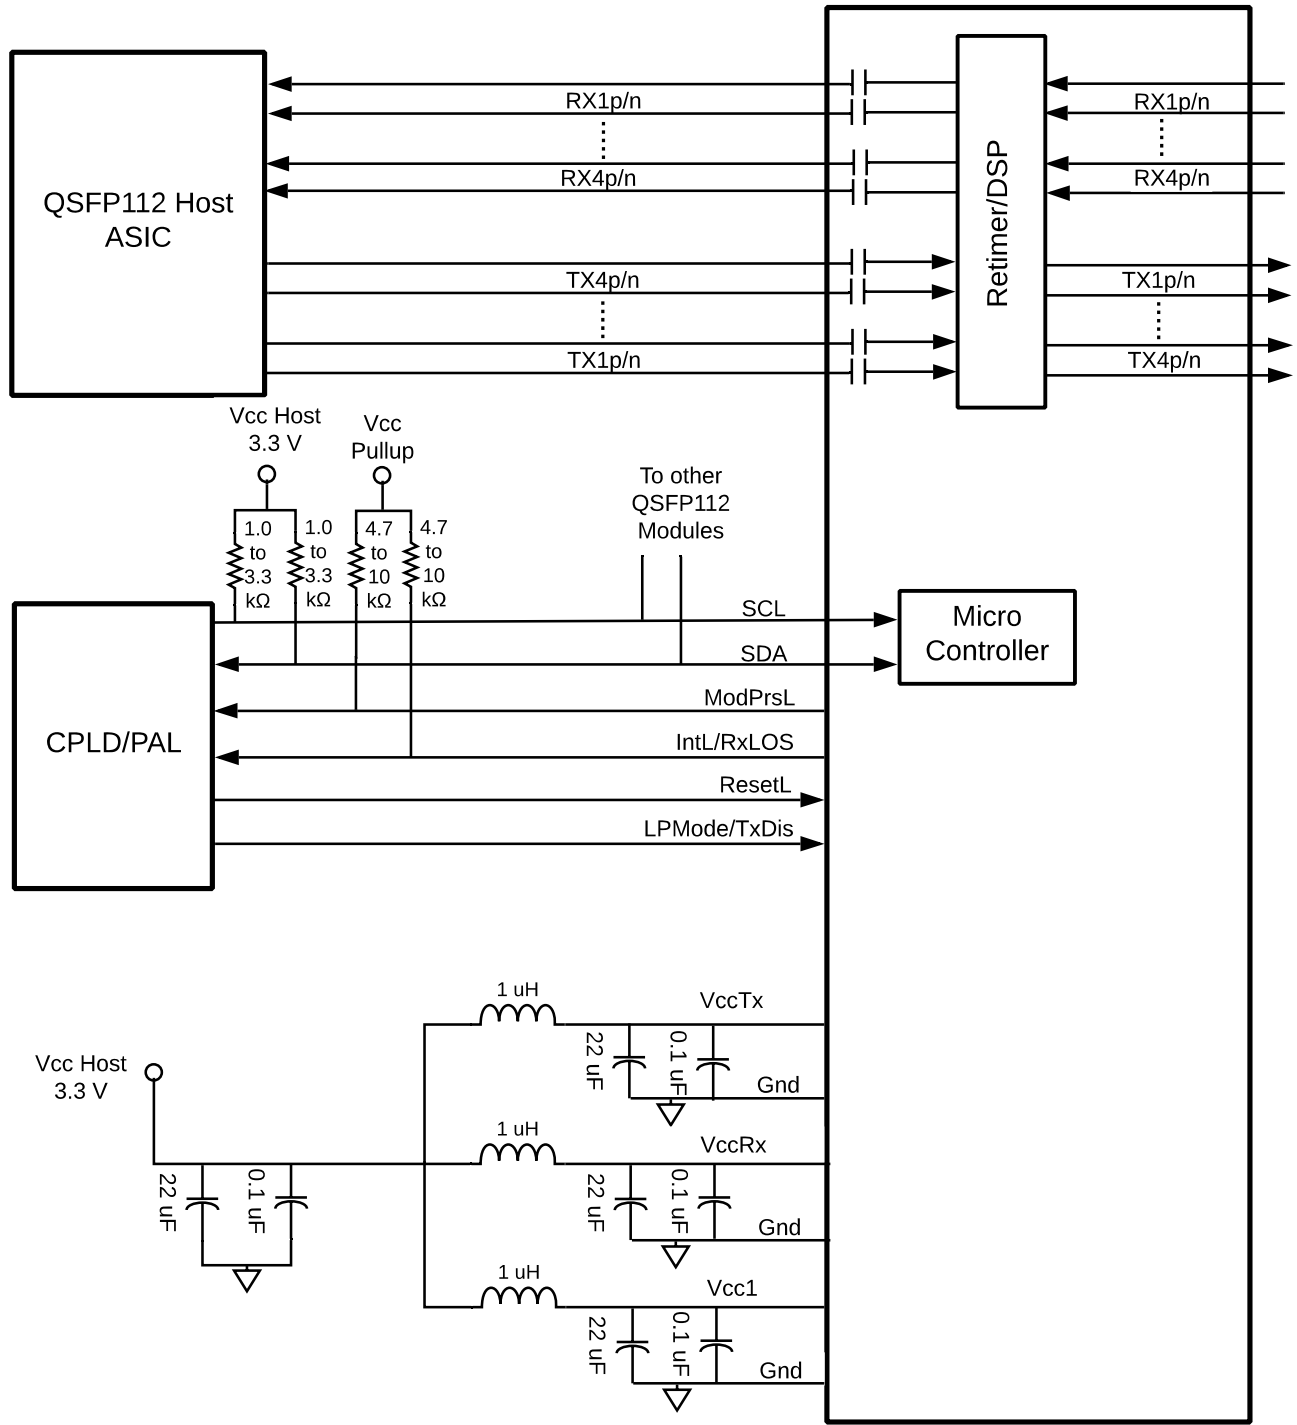 QSFP112 Host
ASIC
RX1p/n
RX4p/n
TX4p/n
TX1p/n
Retimer/DSP
RX1p/n
RX4p/n
TX1p/n
TX4p/n
Vcc Host
3.3 V
Vcc
Pullup
1.0
to
3.3
kΩ
1.0
to
3.3
kΩ
4.7
to
10
kΩ
4.7
to
10
kΩ
To other
QSFP112
Modules
CPLD/PAL
SCL
SDA
ModPrsL
IntL/RxLOS
ResetL
LPMode/TxDis
Micro
Controller
Vcc Host
3.3 V
22 uF
0.1 uF
1 uH
VccTx
22 uF
0.1 uF
Gnd
1 uH
VccRx
22 uF
0.1 uF
Gnd
1 uH
Vcc1
22 uF
0.1 uF
Gnd